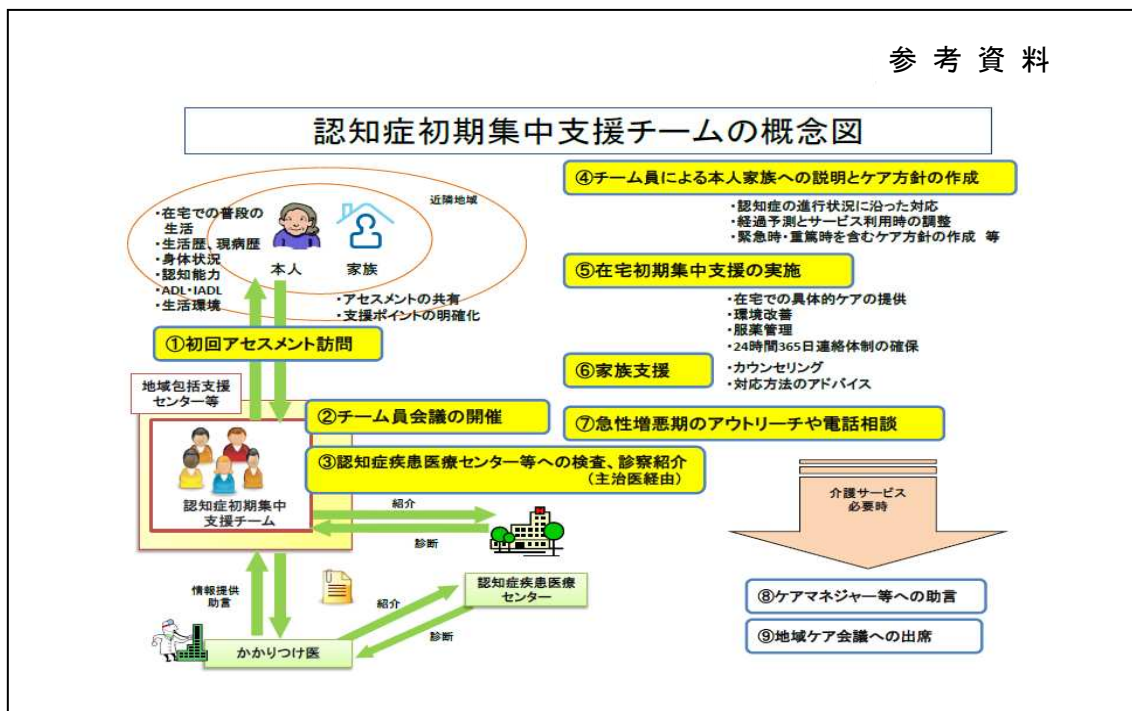 参考資料
認知症初期集中支援チームの概念図
近隣地域
・在宅での普段の
生活
・生活歴、現病歴
・身体状況
・認知能力
・ADL・IADL
・生活環境
本人
家族
・アセスメントの共有
・支援ポイントの明確化
①初回アセスメント訪問
地域包括支援
センター等
②チーム員会議の開催
③認知症疾患医療センター等への検査、診察紹介
(主治医経由)
認知症初期集中
支援チーム
紹介
診断
情報提供
助言
紹介
診断
認知症疾患医療
センター
かかりつけ医
④チーム員による本人家族への説明とケア方針の作成
・認知症の進行状況に沿った対応
・経過予測とサービス利用時の調整
・緊急時・重篤時を含むケア方針の作成 等
⑤在宅初期集中支援の実施
・在宅での具体的ケアの提供
・環境改善
・服薬管理
・24時間365日連絡体制の確保
⑥家族支援
・カウンセリング
・対応方法のアドバイス
⑦急性増悪期のアウトリーチや電話相談
介護サービス
必要時
⑧ケアマネジャー等への助言
⑨地域ケア会議への出席